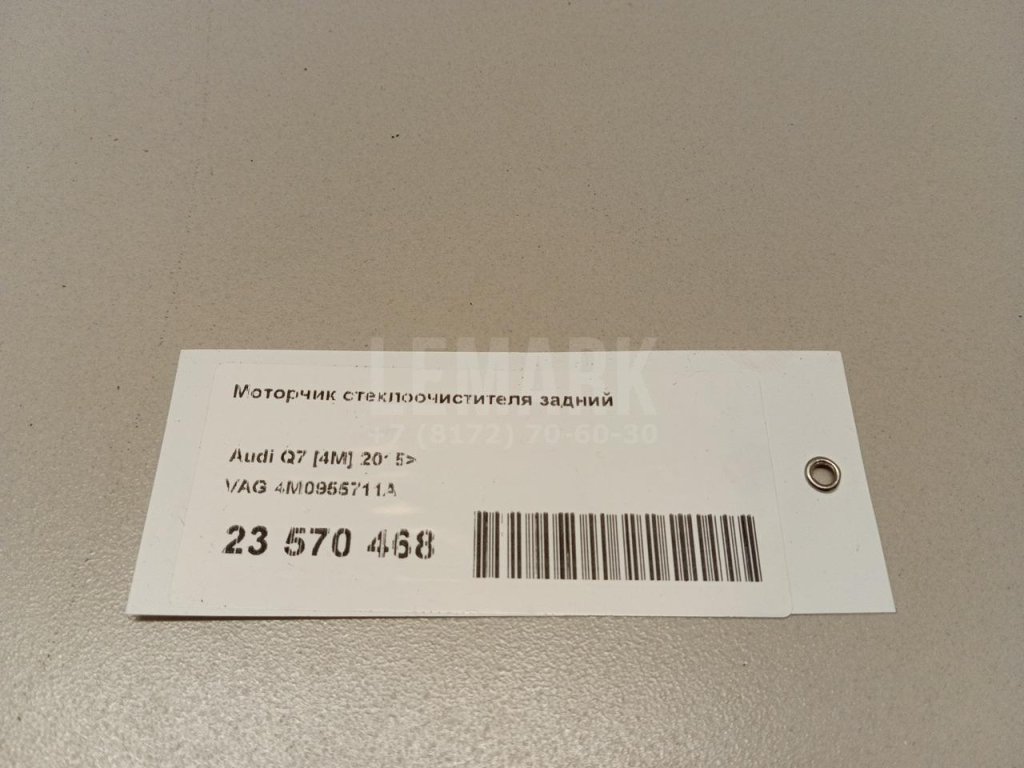 LEMARK
+7 (8172) 70-60-30
Моторчик стеклоочистителя задний
Audi Q7 [4M] 2015>
VAG 4M0955711A
23 570 468